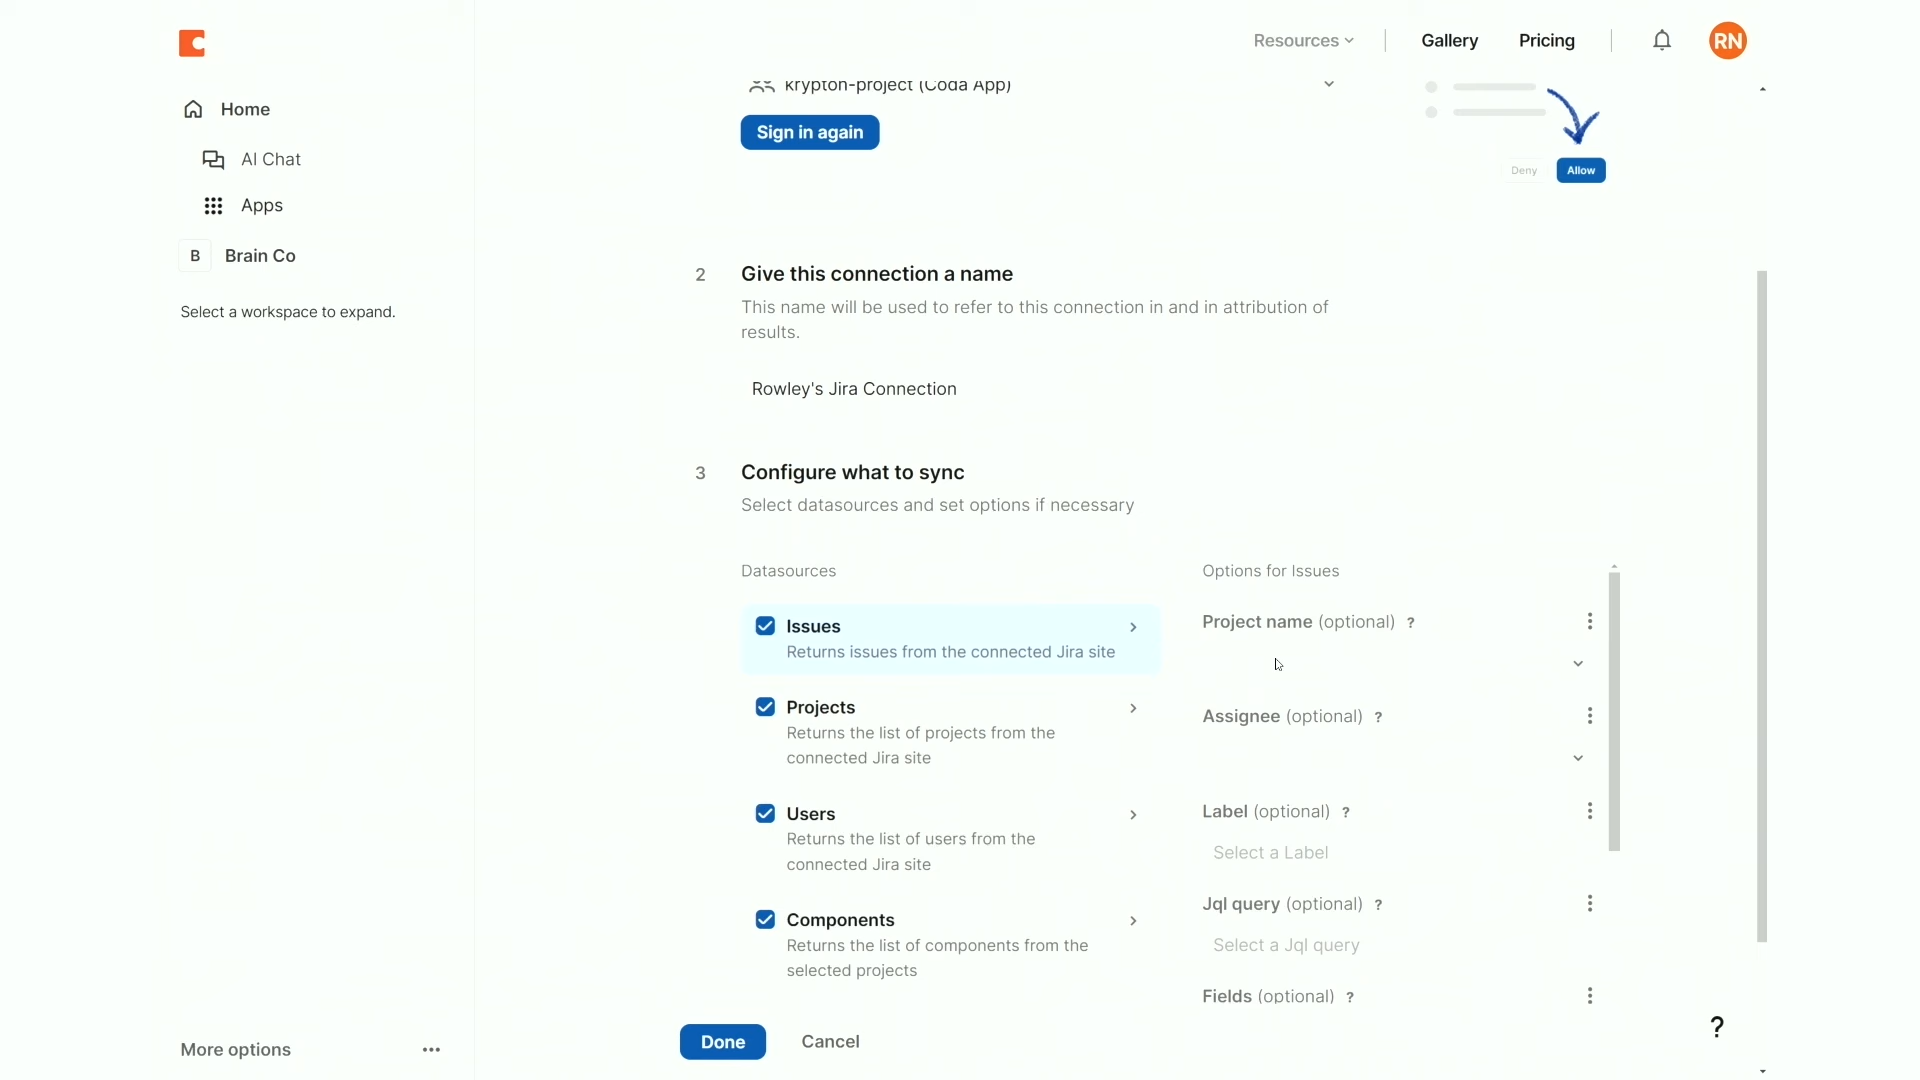 Resources
Gallery
Pricing
RN
Home
AI Chat
Apps
B
Brain Co
Select a workspace to expand.
krypton-project (Coda App)
Sign in again
Deny
Allow
2
Give this connection a name
This name will be used to refer to this connection in and in attribution of
results.
Rowley's Jira Connection
3
Configure what to sync
Select datasources and set options if necessary
Datasources
Issues
Returns issues from the connected Jira site
Projects
Returns the list of projects from the
connected Jira site
Users
Returns the list of users from the
connected Jira site
Components
Returns the list of components from the
selected projects
Options for Issues
Project name (optional) ?
Assignee (optional) ?
Label (optional) ?
Select a Label
Jql query (optional) ?
Select a Jql query
Fields (optional) ?
Done
Cancel
More options
?